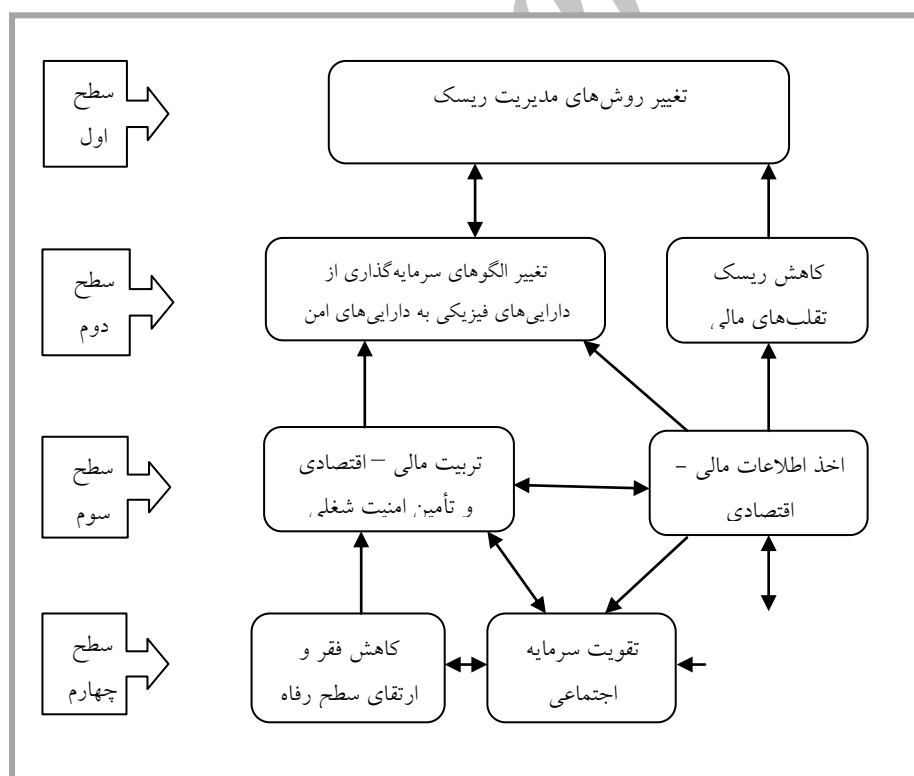 سطح
اول
تغییر روش‌های مدیریت ریسک
سطح
دوم
تغییر الگوهای سرمایه‌گذاری از
دارایی‌های فیزیکی به دارایی‌های امن
کاهش ریسک
تقلب‌های مالی
سطح
سوم
تربیت مالی – اقتصادی
و تأمین امنیت شغلی
اخذ اطلاعات مالی -
اقتصادی
سطح
چهارم
کاهش فقر و
ارتقای سطح رفاه
تقویت سرمایه
اجتماعی